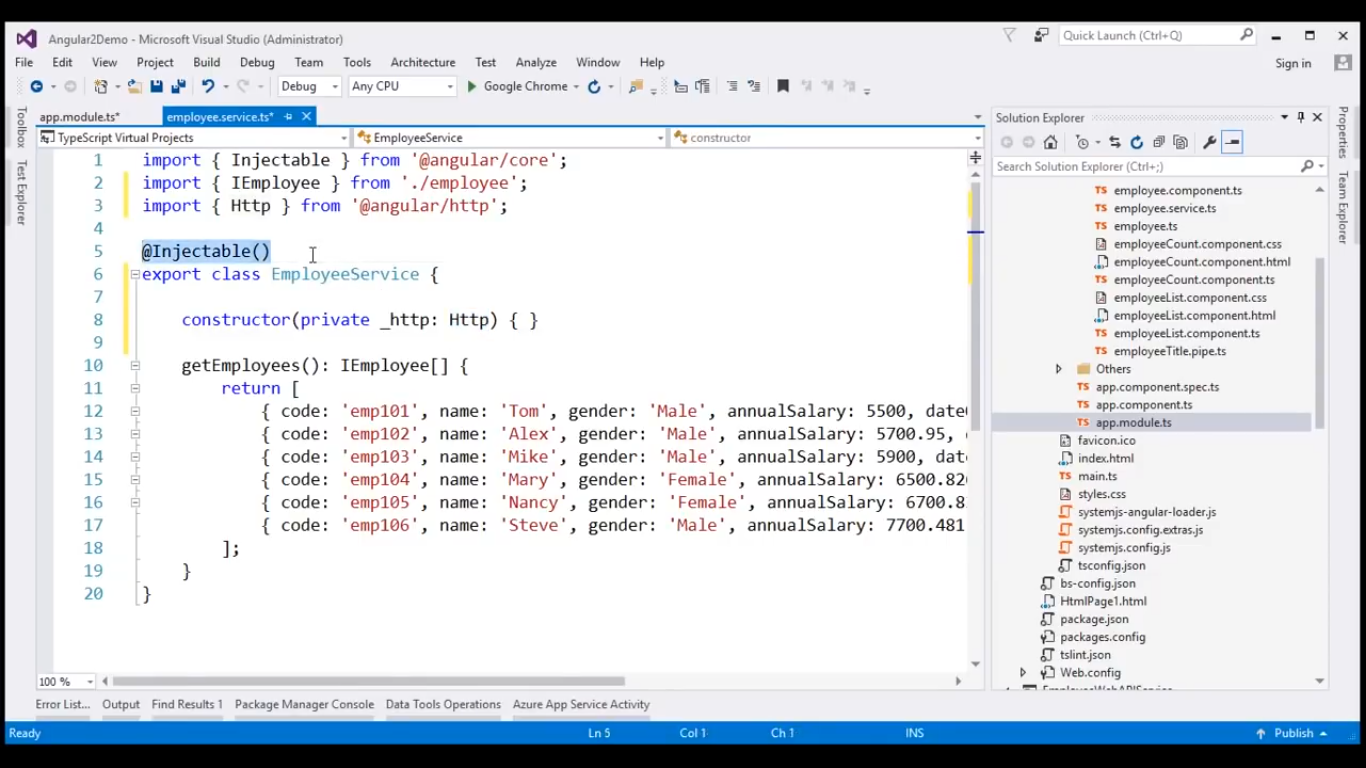 Angular2Demo - Microsoft Visual Studio (Administrator)
Quick Launch (Ctrl+Q)
File Edit View Project Build Debug Team Tools Architecture Test Analyze Window Help
Sign in
Debug Any CPU Google Chrome
Toolbox
Test Explorer
app.module.ts* employee.service.ts*
TypeScript Virtual Projects EmployeeService constructor
1 import { Injectable } from '@angular/core';
2 import { IEmployee } from './employee';
3 import { Http } from '@angular/http';
4
5 @Injectable()
6 export class EmployeeService {
7
8 constructor(private _http: Http) { }
9
10 getEmployees(): IEmployee[] {
11 return [
12 { code: 'emp101', name: 'Tom', gender: 'Male', annualSalary: 5500,
13 { code: 'emp102', name: 'Alex', gender: 'Male', annualSalary: 5700.95,
14 { code: 'emp103', name: 'Mike', gender: 'Male', annualSalary: 5900,
15 { code: 'emp104', name: 'Mary', gender: 'Female', annualSalary:
16 { code: 'emp105', name: 'Nancy', gender: 'Female', annualSalary:
17 { code: 'emp106', name: 'Steve', gender: 'Male', annualSalary: 7700.481
18 ];
19 }
20 }
100 %
Error List... Output Find Results 1 Package Manager Console Data Tools Operations Azure App Service Activity
Ready Ln 5 Col 1 Ch 1 INS Publish
Solution Explorer
Search Solution Explorer (Ctrl+;)
employee.component.ts
employee.service.ts
employee.ts
employeeCount.component.css
employeeCount.component.html
employeeCount.component.ts
employeeList.component.css
employeeList.component.html
employeeList.component.ts
employeeTitle.pipe.ts
Others
app.component.spec.ts
app.component.ts
app.module.ts
favicon.ico
index.html
main.ts
styles.css
systemjs-angular-loader.js
systemjs.config.extras.js
systemjs.config.js
tsconfig.json
bs-config.json
HtmlPage1.html
package.json
packages.config
tslint.json
Web.config
Properties
Team Explorer